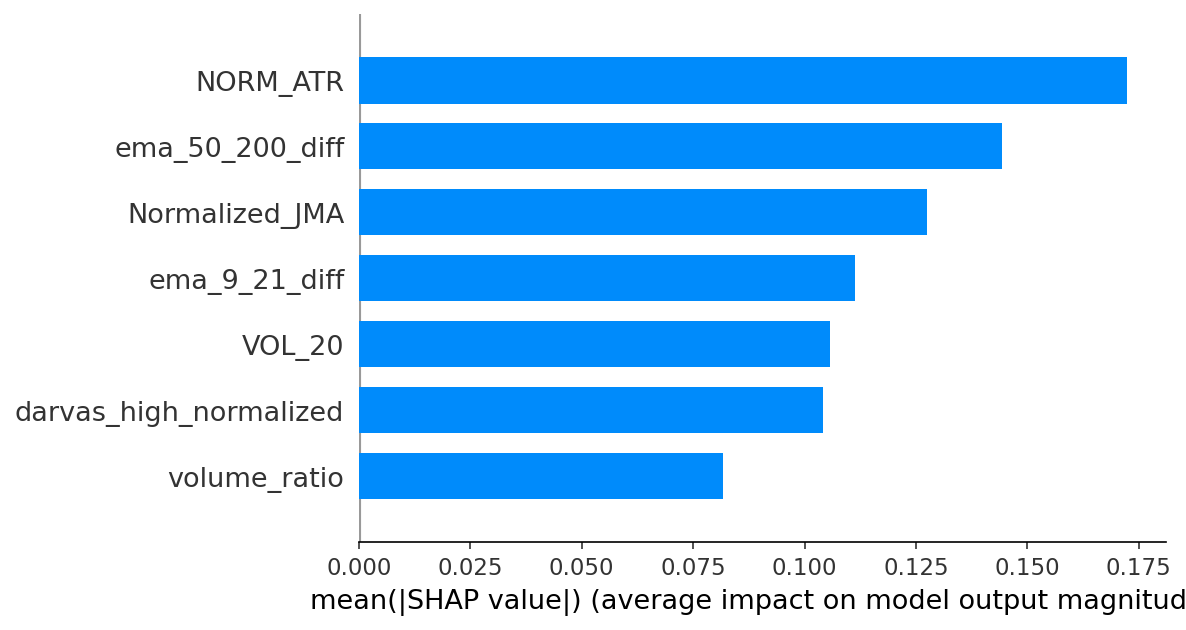 NORM_ATR
ema_50_200_diff
Normalized_JMA
ema_9_21_diff
VOL_20
darvas_high_normalized
volume_ratio
0.000 0.025 0.050 0.075 0.100 0.125 0.150 0.175
mean(|SHAP value|) (average impact on model output magnitud